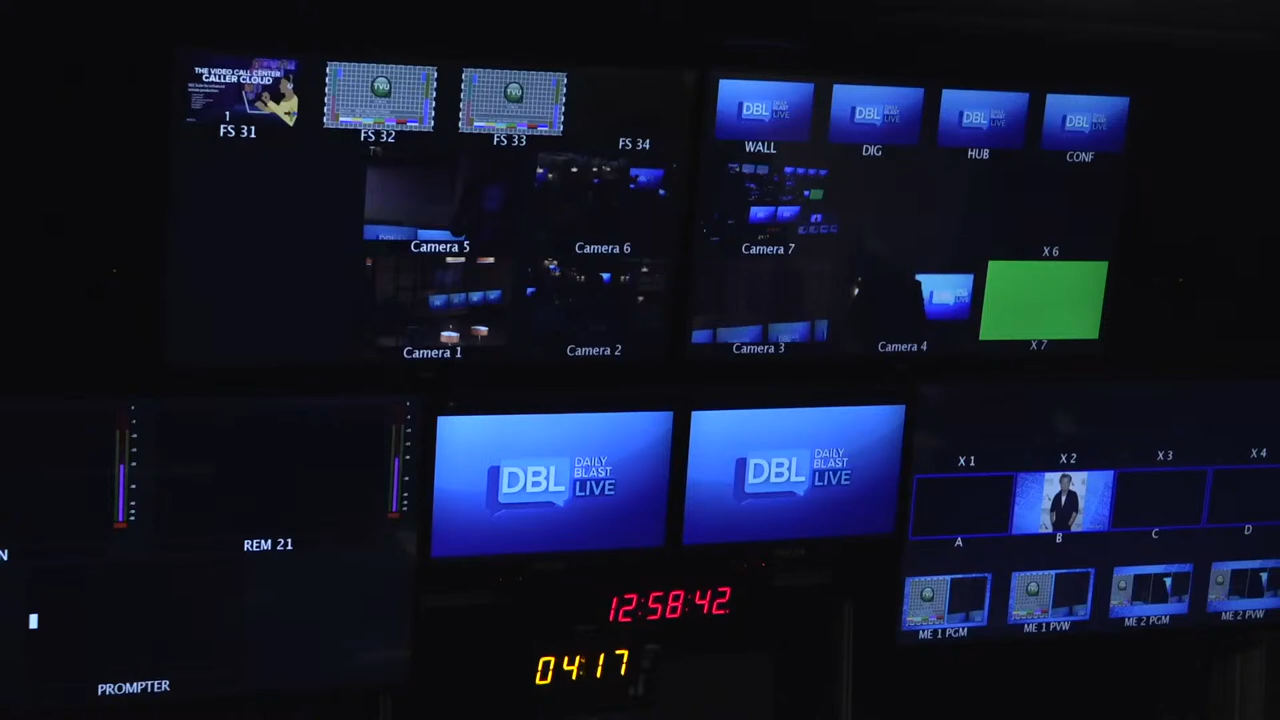 THE VIDEO CALL CENTER
CALLER CLOUD
1
FS 31
TVU
FS 32
TVU
FS 33
FS 34
DBL
DAILY
BLAST
LIVE
WALL
DBL
DAILY
BLAST
LIVE
DIG
DBL
DAILY
BLAST
LIVE
HUB
DBL
DAILY
BLAST
LIVE
CONF
Camera 5
Camera 6
Camera 7
X 6
Camera 1
Camera 2
Camera 3
Camera 4
X 7
DBL
DAILY
BLAST
LIVE
DBL
DAILY
BLAST
LIVE
X 1
X 2
X 3
X 4
A
B
C
D
N
REM 21
12:58:42
ME 1 PGM
ME 1 PVW
ME 2 PGM
ME 2 PVW
04:17
PROMPTER